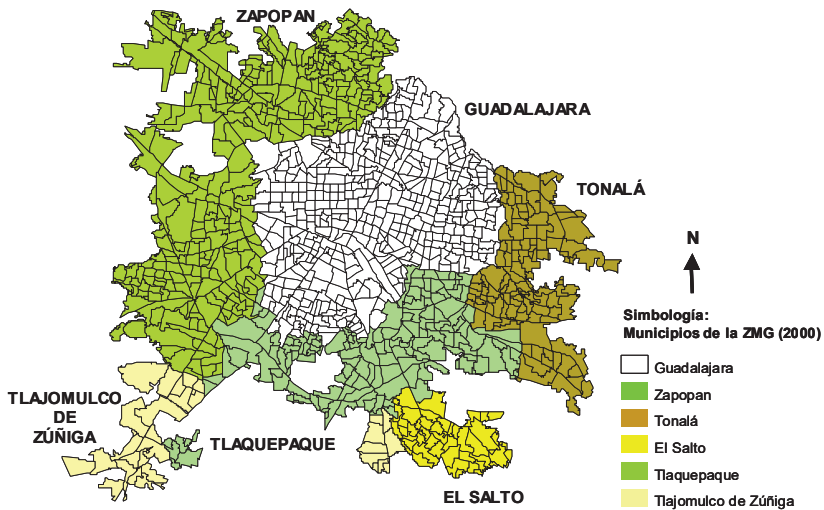 ZAPOPAN
GUADALAJARA
TONALÁ
N
Simbología:
Municipios de la ZMG (2000)
Guadalajara
Zapopan
Tonalá
El Salto
Tlaquepaque
Tlajomulco de Zúñiga
TLAJOMULCO
DE
ZÚÑIGA
TLAQUEPAQUE
EL SALTO